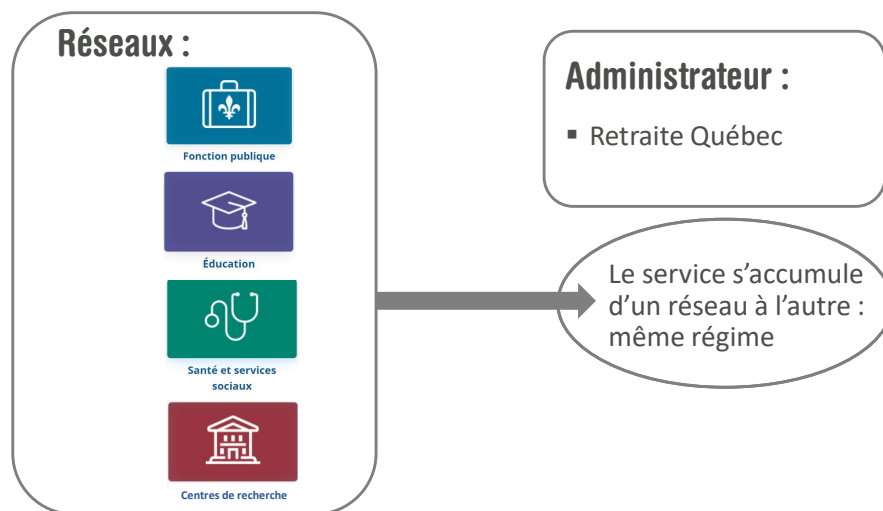 Réseaux :
Fonction publique
Éducation
Santé et services
sociaux
Centres de recherche
Administrateur :
▪ Retraite Québec
Le service s’accumule
d’un réseau à l’autre :
même régime